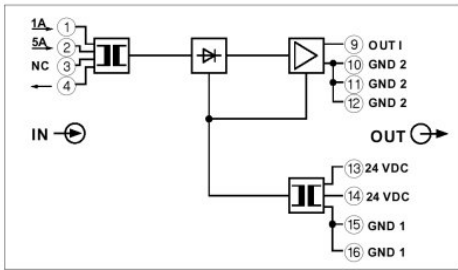 1A 1
5A 2
NC 3
4
IN
9 OUT I
10 GND 2
11 GND 2
12 GND 2
OUT
13 24 VDC
14 24 VDC
15 GND 1
16 GND 1